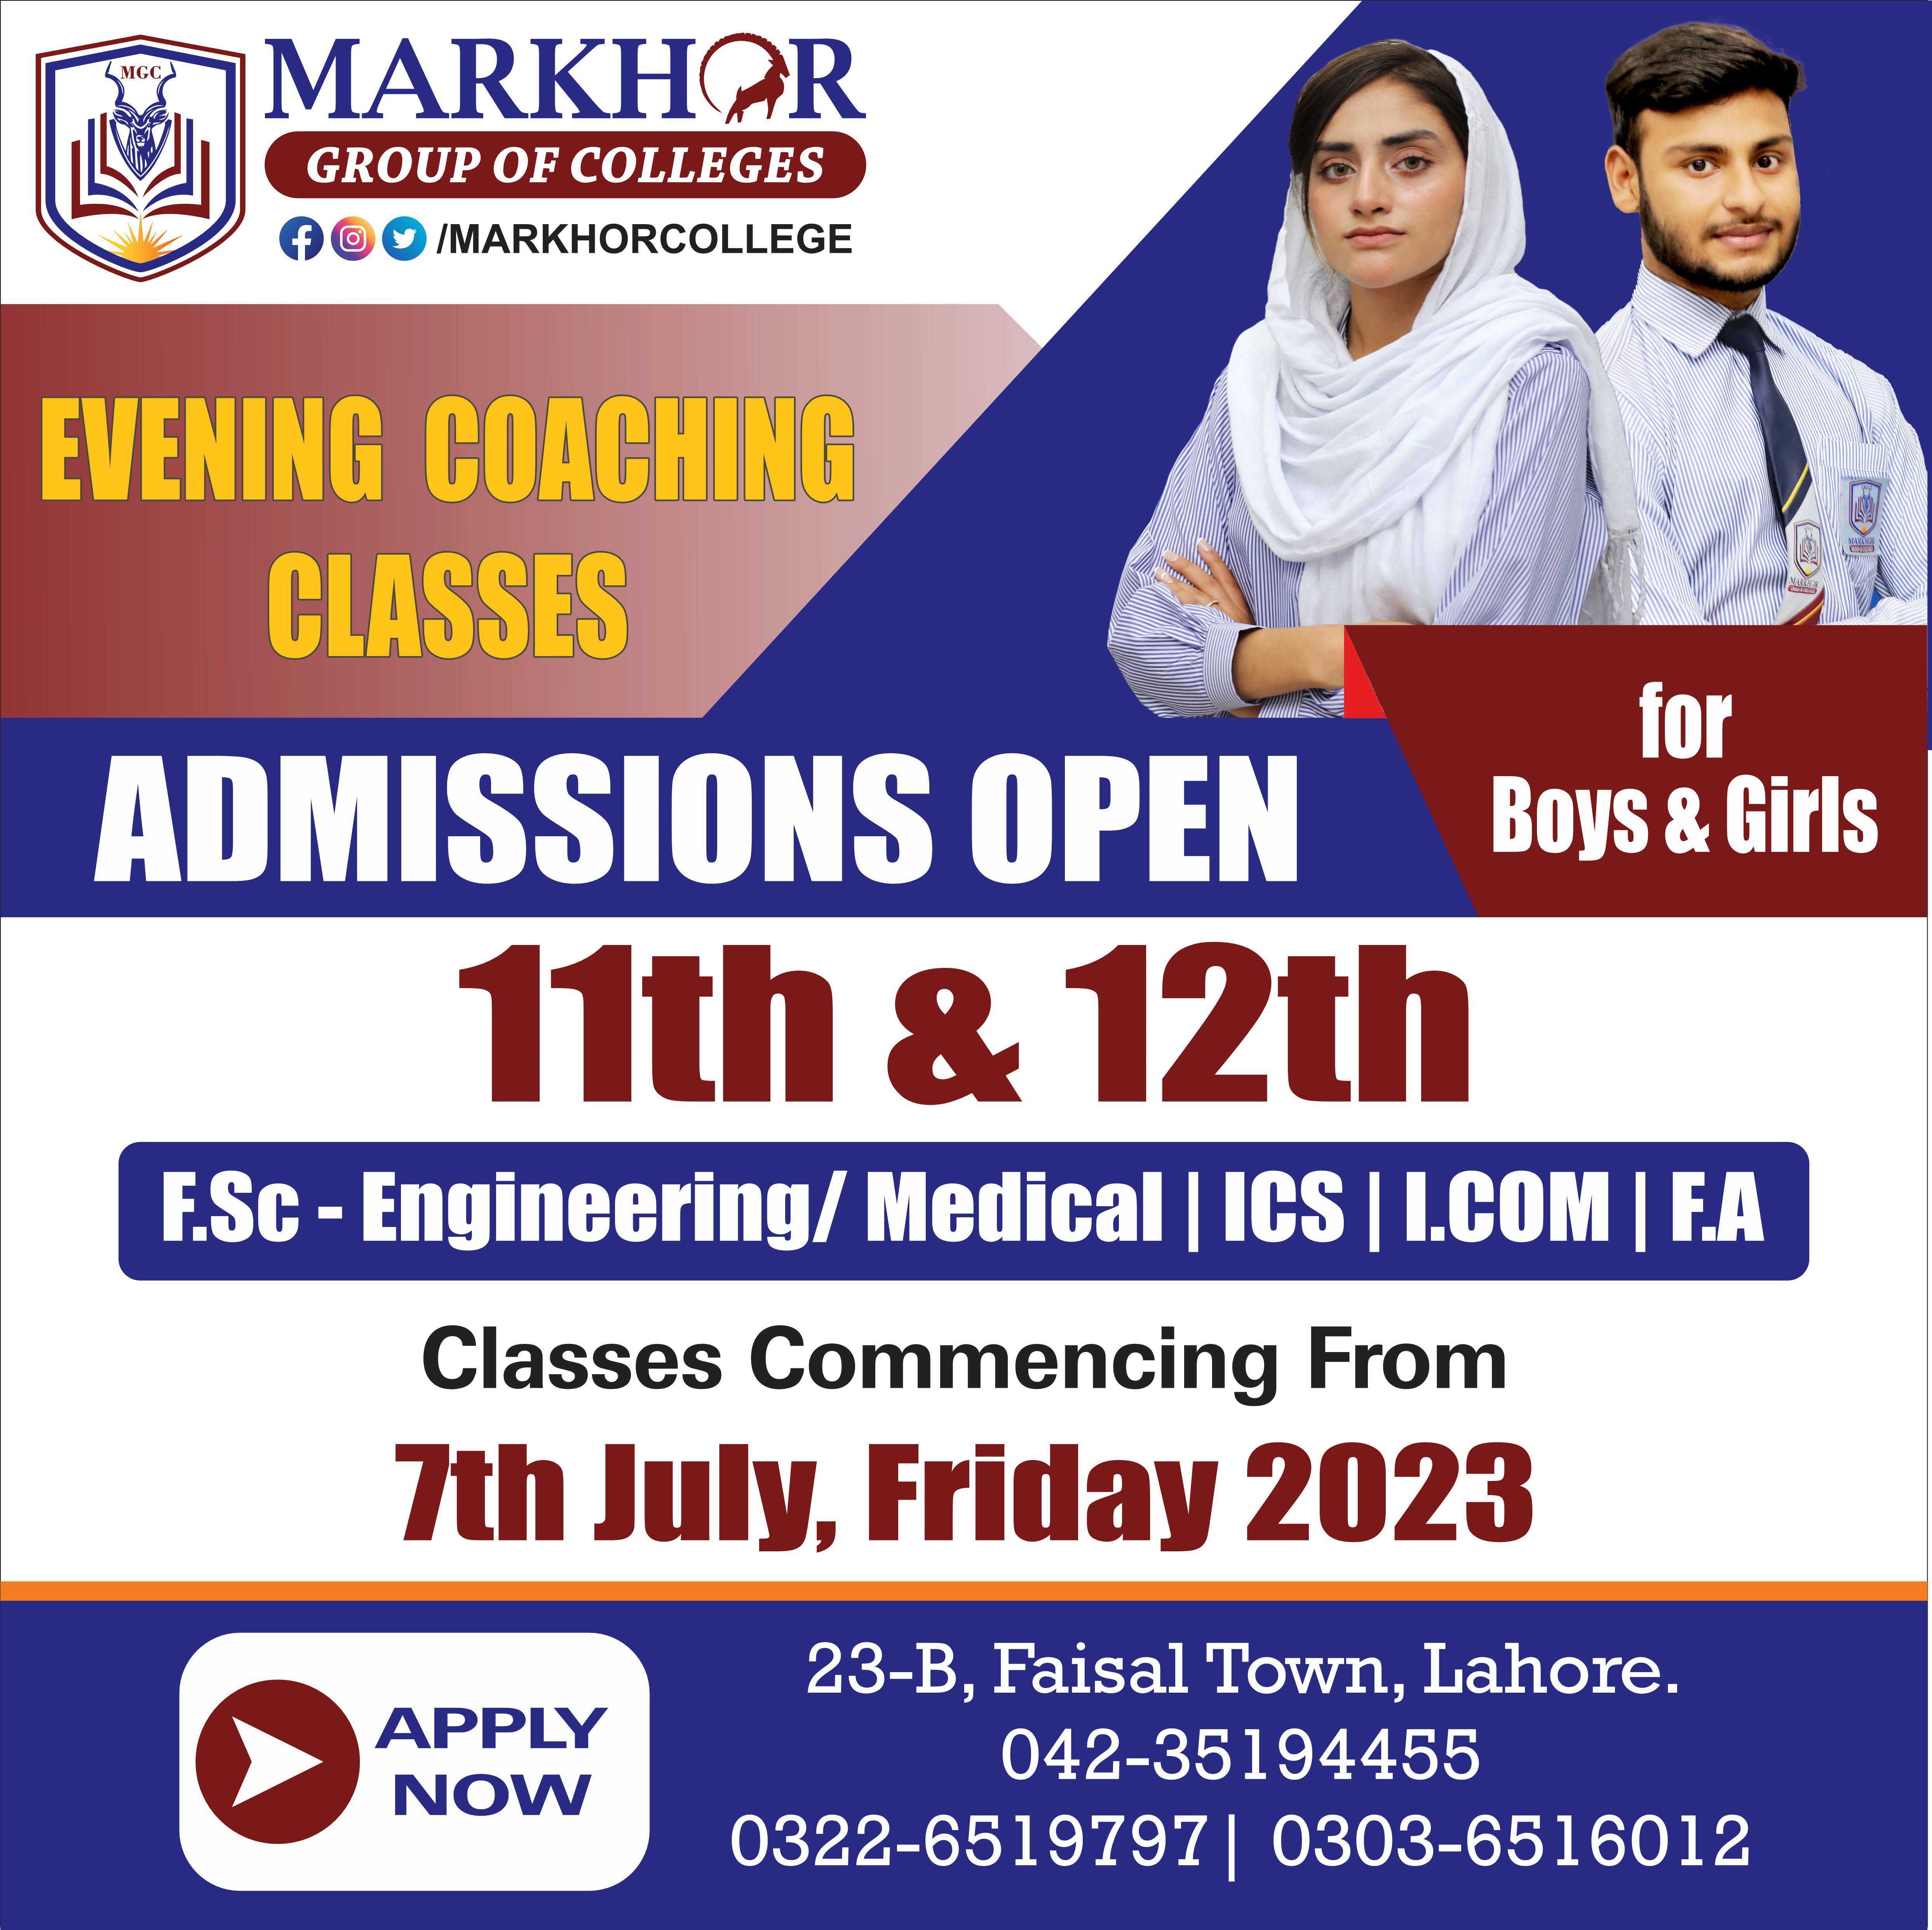 MGC
MARKHOR
GROUP OF COLLEGES
/MARKHORCOLLEGE
EVENING COACHING
CLASSES
MARKHOR
MARKHOR
ADMISSIONS OPEN
for
Boys & Girls
11th & 12th
F.Sc - Engineering/ Medical | ICS | I.COM | F.A
Classes Commencing From
7th July, Friday 2023
APPLY
NOW
23-B, Faisal Town, Lahore.
042-35194455
0322-6519797| 0303-6516012